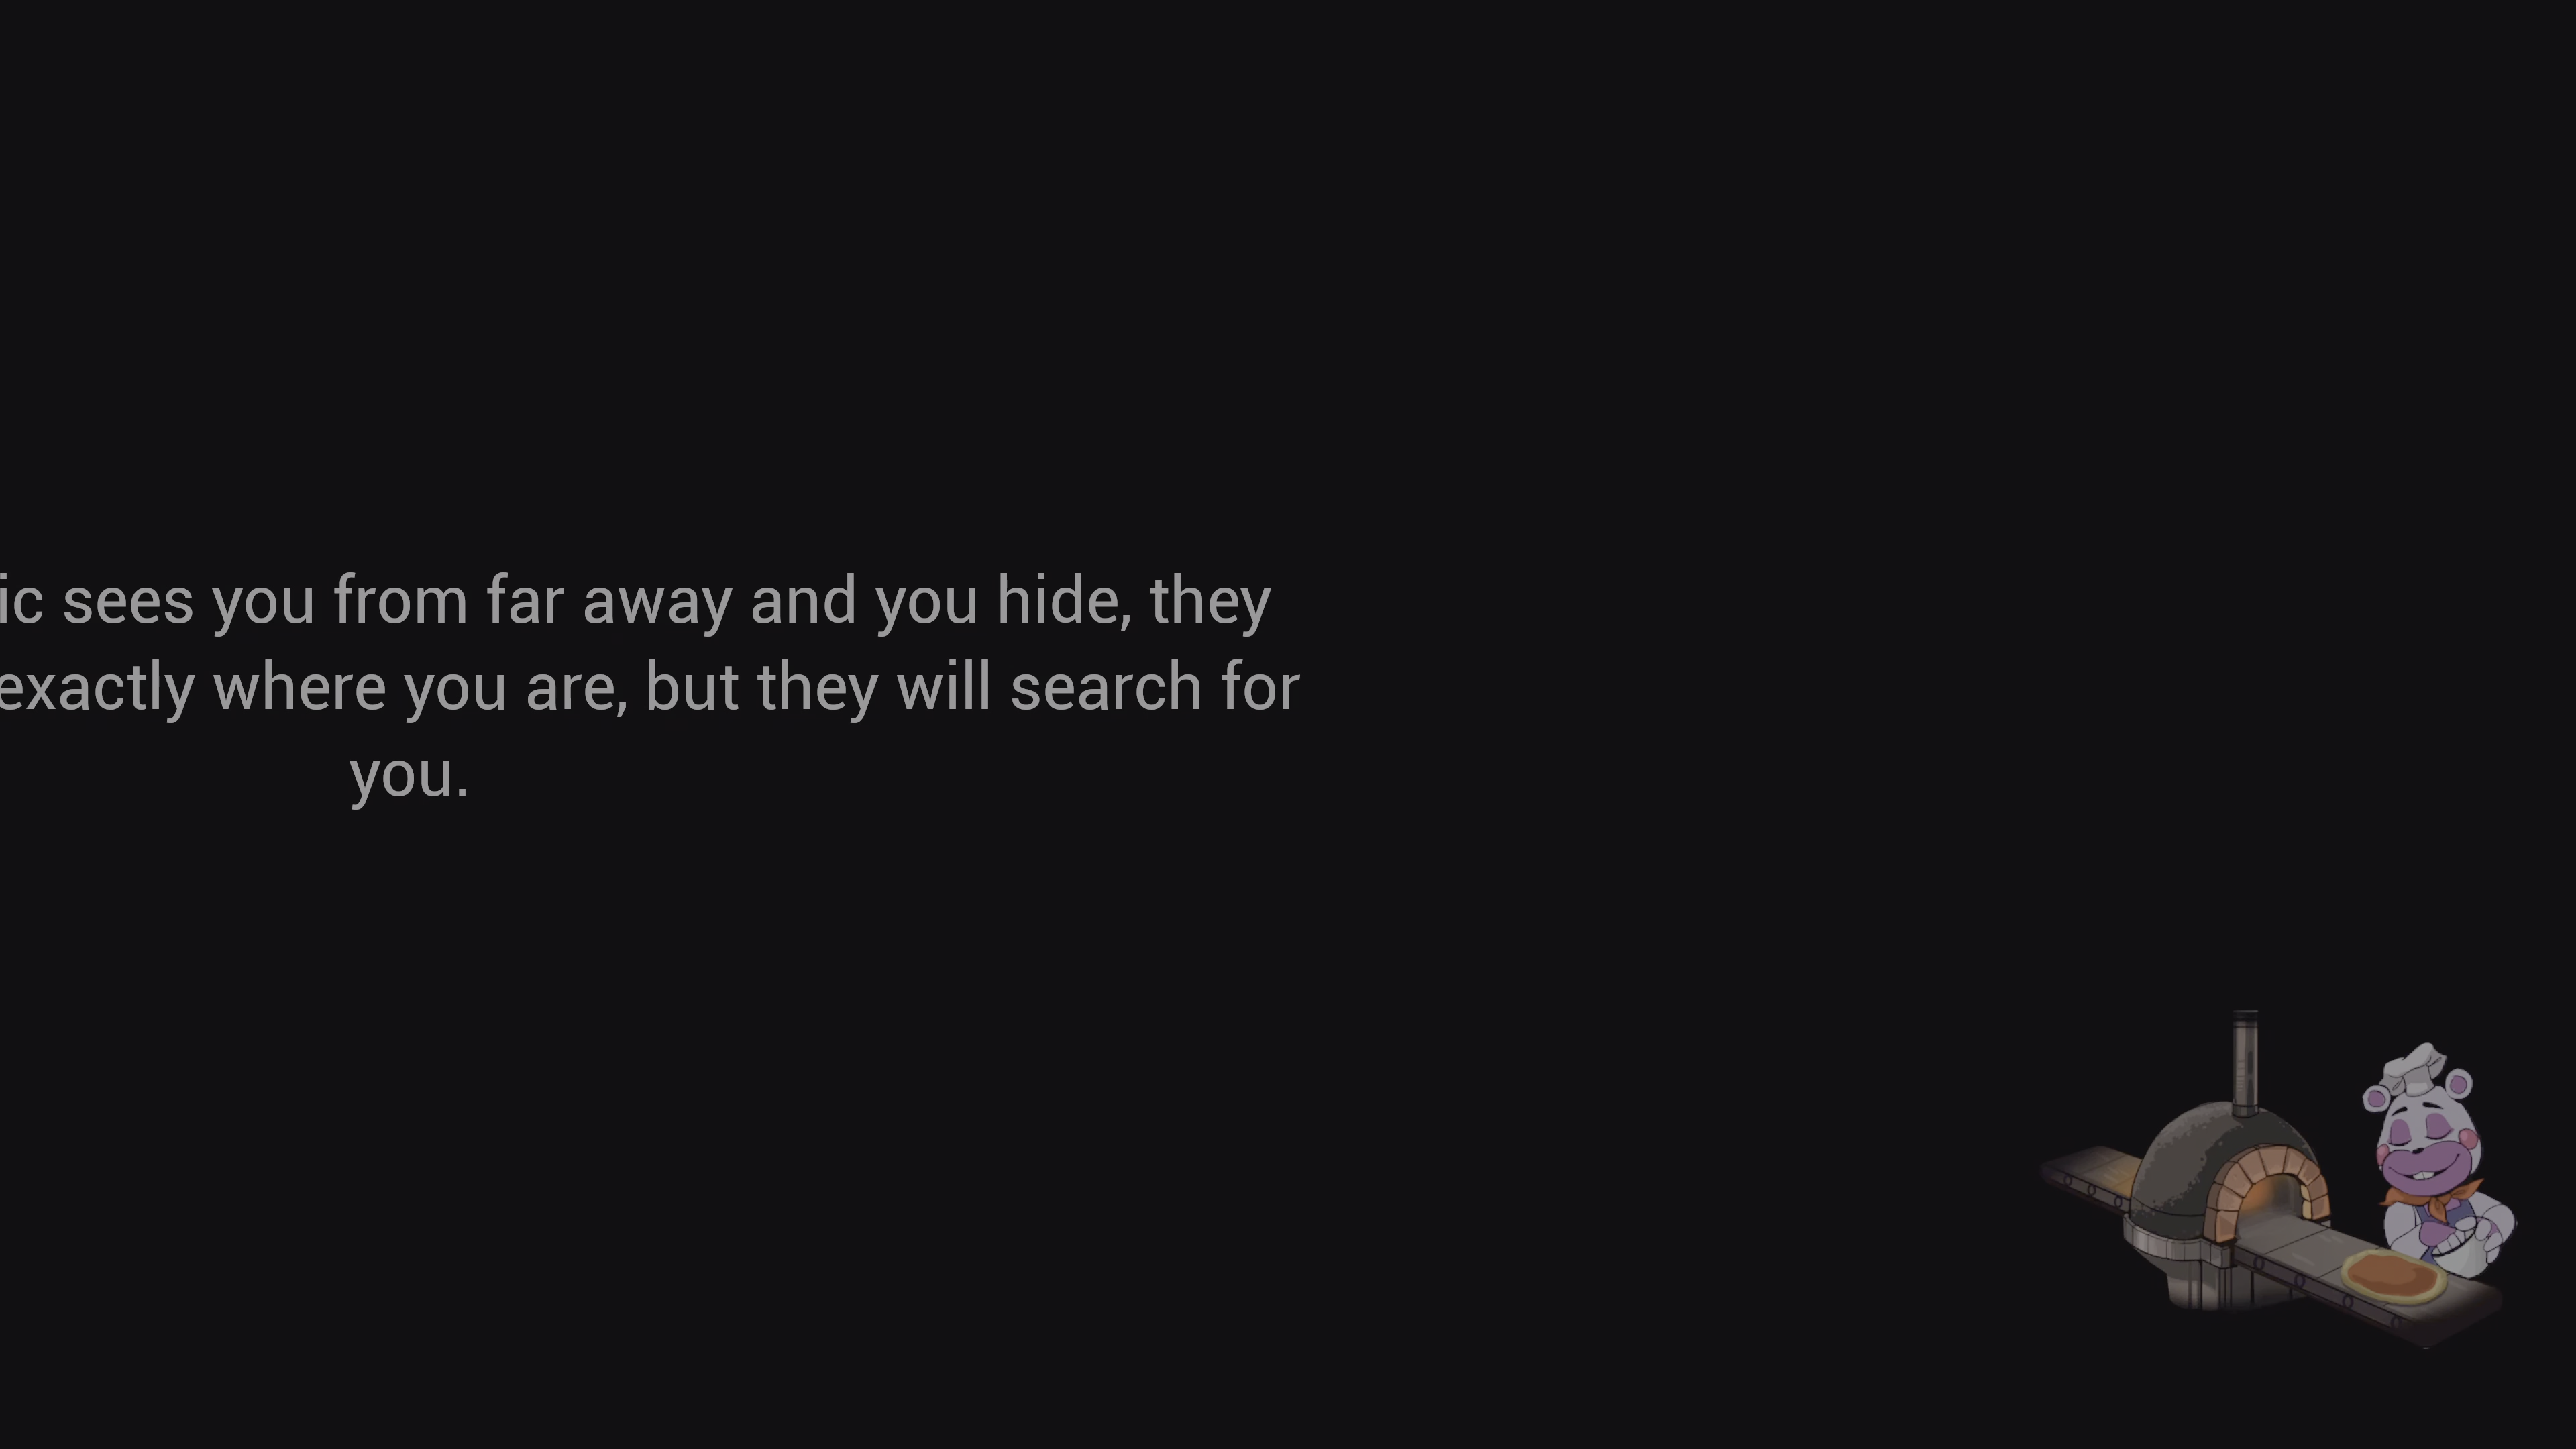 ic sees you from far away and you hide, they
exactly where you are, but they will search for
you.